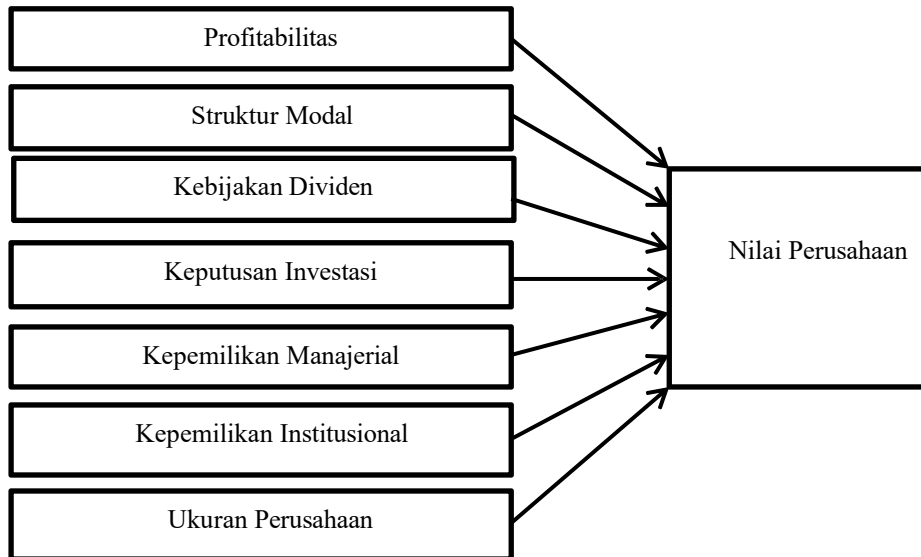 Profitabilitas
Struktur Modal
Kebijakan Dividen
Keputusan Investasi
Kepemilikan Manajerial
Kepemilikan Institusional
Ukuran Perusahaan
Nilai Perusahaan